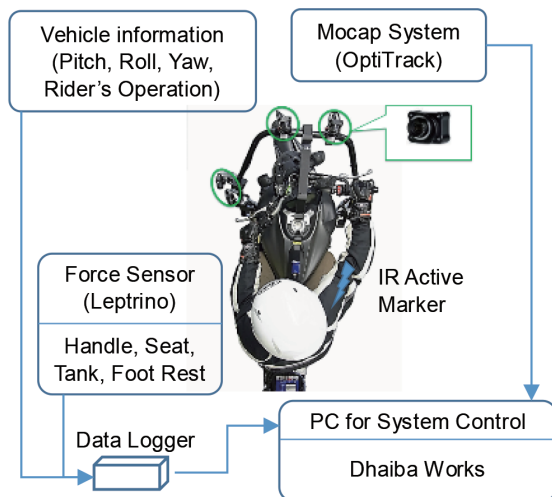 Vehicle information
(Pitch, Roll, Yaw,
Rider's Operation)
Mocap System
(OptiTrack)
Force Sensor
(Leptrino)
Handle, Seat,
Tank, Foot Rest
IR Active
Marker
Data Logger
PC for System Control
Dhaiba Works